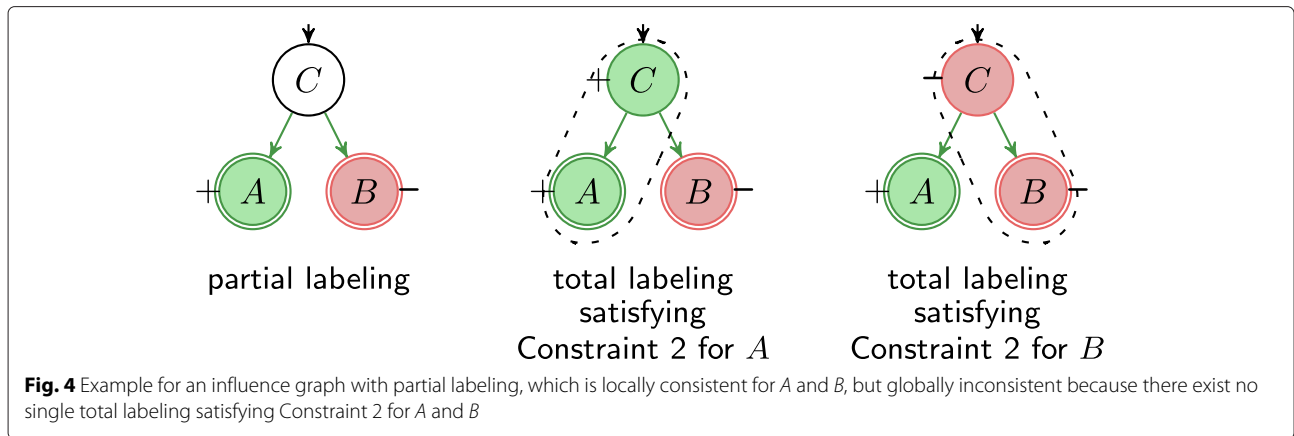 C
+ A
B −
partial labeling
+ C
+ A
B −
total labeling
satisfying
Constraint 2 for A
− C
+ A
B −
total labeling
satisfying
Constraint 2 for B
Fig. 4 Example for an influence graph with partial labeling, which is locally consistent for A and B, but globally inconsistent because there exist no
single total labeling satisfying Constraint 2 for A and B